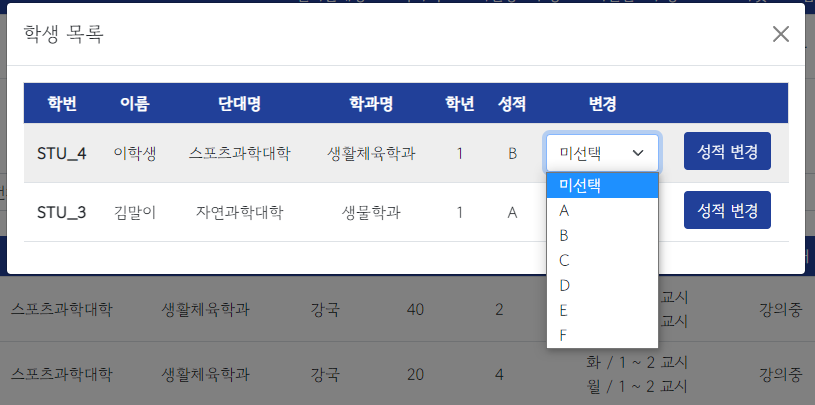 학생 목록
학번 이름 단대명 학과명 학년 성적 변경
STU_4 이학생 스포츠과학대학 생활체육학과 1 B 미선택 성적 변경
미선택
A
STU_3 김말이 자연과학대학 생물학과 1 A 성적 변경
B
C
D
E
F
스포츠과학대학 생활체육학과 강국 40 2 교시 강의중
교시
스포츠과학대학 생활체육학과 강국 20 4 화 / 1 ~ 2 교시 강의중
월 / 1 ~ 2 교시